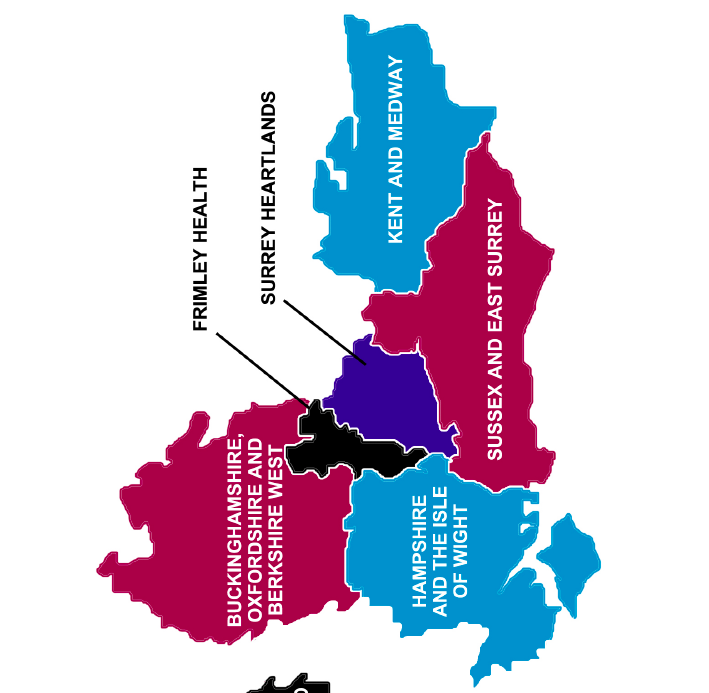 FRIMLEY HEALTH
SURREY HEARTLANDS
KENT AND MEDWAY
SUSSEX AND EAST SURREY
BUCKINGHAMSHIRE,
OXFORDSHIRE AND
BERKSHIRE WEST
HAMPSHIRE
AND THE ISLE
OF WIGHT